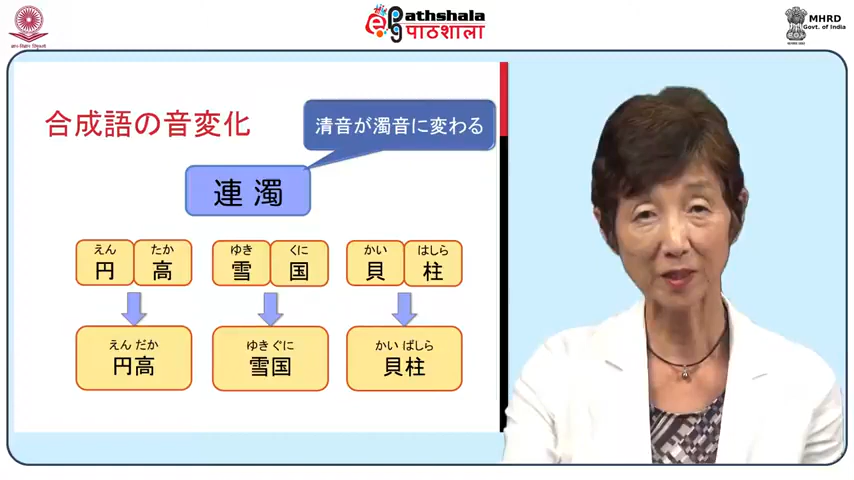 Pathshala
पाठशाला
MHRD
Govt. of India
合成語の音変化
清音が濁音に変わる
連濁
えん たか
円 高
ゆき くに
雪 国
かい はしら
貝 柱
えん だか
円高
ゆき ぐに
雪国
かい ばしら
貝柱